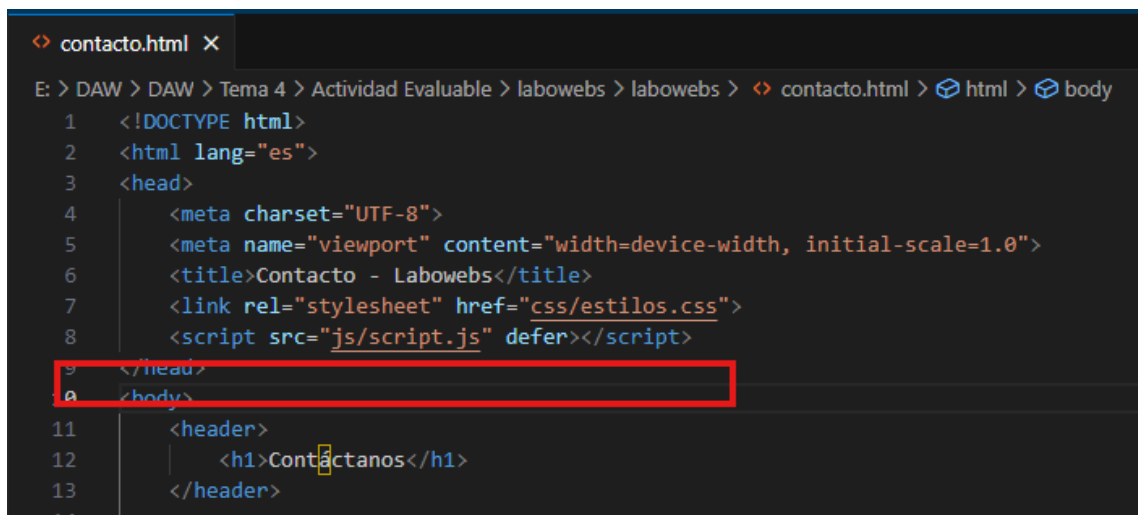 contacto.html
E: > DAW > DAW > Tema 4 > Actividad Evaluable > labowebs > labowebs > contacto.html > html > body
1 <!DOCTYPE html>
2 <html lang="es">
3 <head>
4 <meta charset="UTF-8">
5 <meta name="viewport" content="width=device-width, initial-scale=1.0">
6 <title>Contacto - Labowebs</title>
7 <link rel="stylesheet" href="css/estilos.css">
8 <script src="js/script.js" defer></script>
9 </head>
10 <body>
11 <header>
12 <h1>Contáctanos</h1>
13 </header>